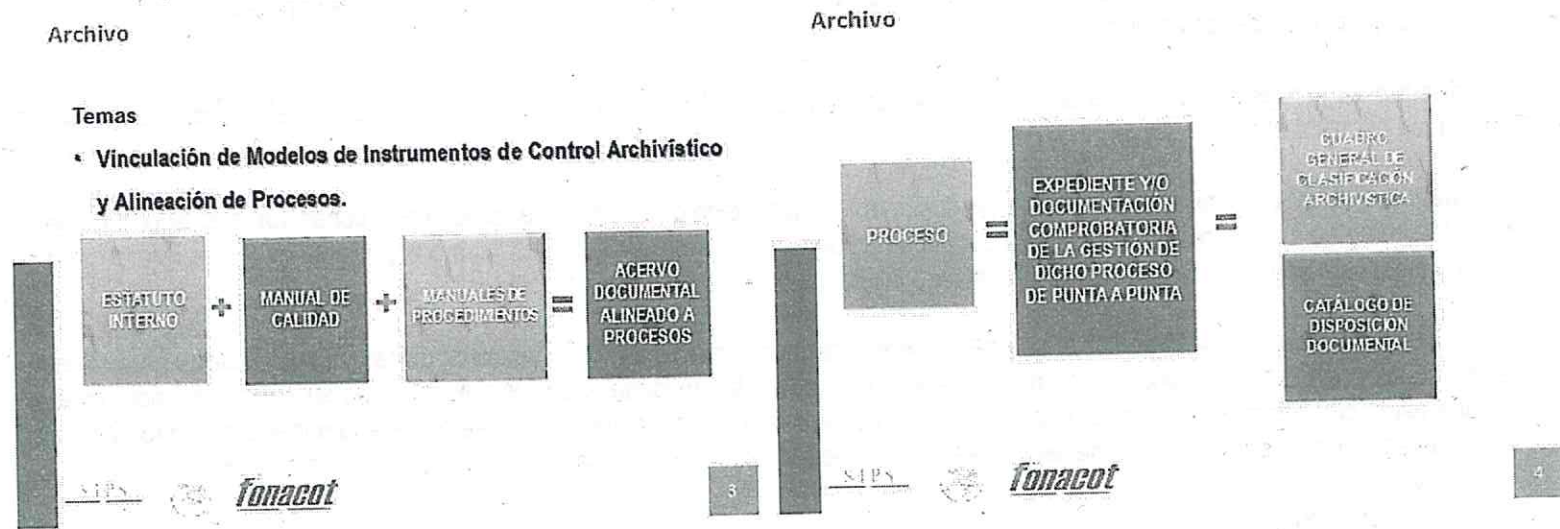 Archivo
Temas
• Vinculación de Modelos de Instrumentos de Control Archivístico
y Alineación de Procesos.
ESTATUTO
INTERNO
+
MANUAL DE
CALIDAD
+
MANUALES DE
PROCEDIMIENTOS
=
ACERVO
DOCUMENTAL
ALINEADO A
PROCESOS
STPS
fonacot
3
Archivo
PROCESO
=
EXPEDIENTE Y/O
DOCUMENTACIÓN
COMPROBATORIA
DE LA GESTIÓN DE
DICHO PROCESO
DE PUNTA A PUNTA
=
CUADRO
GENERAL DE
CLASIFICACIÓN
ARCHIVÍSTICA
CATÁLOGO DE
DISPOSICIÓN
DOCUMENTAL
STPS
fonacot
4